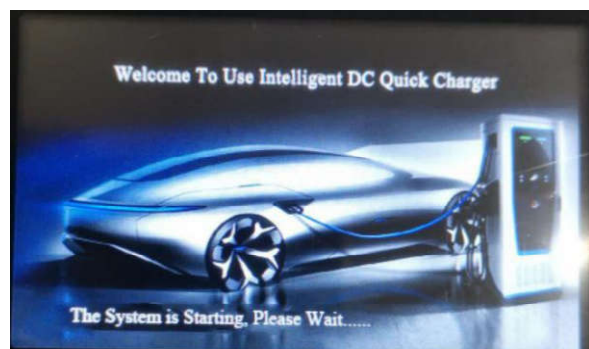 Welcome To Use Intelligent DC Quick Charger
The System is Starting, Please Wait......